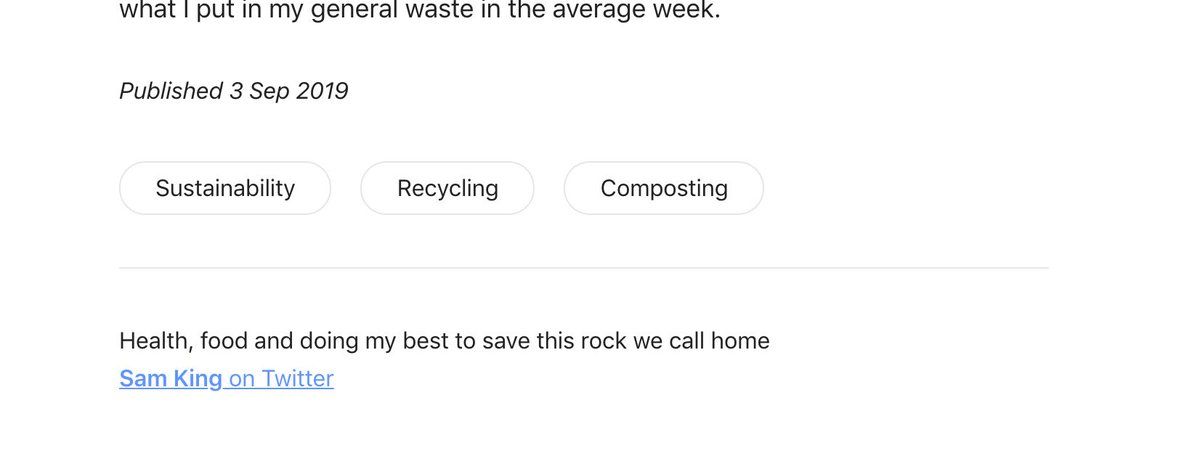 what I put in my general waste in the average week.
Published 3 Sep 2019
Sustainability Recycling Composting
Health, food and doing my best to save this rock we call home
Sam King on Twitter